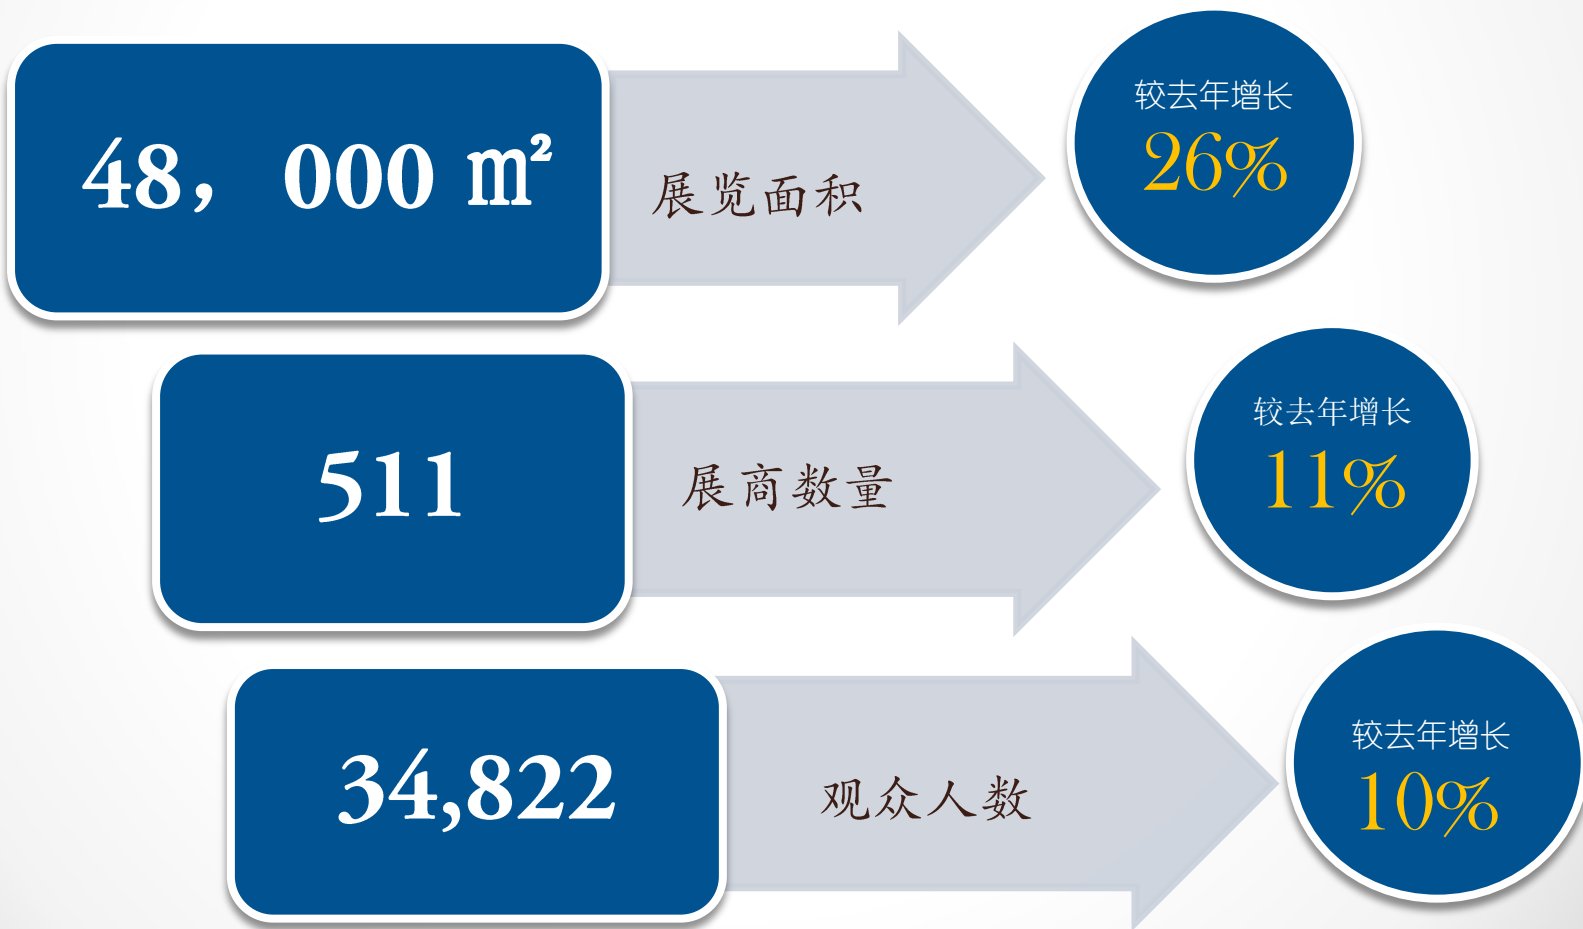 48， 000 ㎡
展览面积
较去年增长
26%
511
展商数量
较去年增长
11%
34,822
观众人数
较去年增长
10%